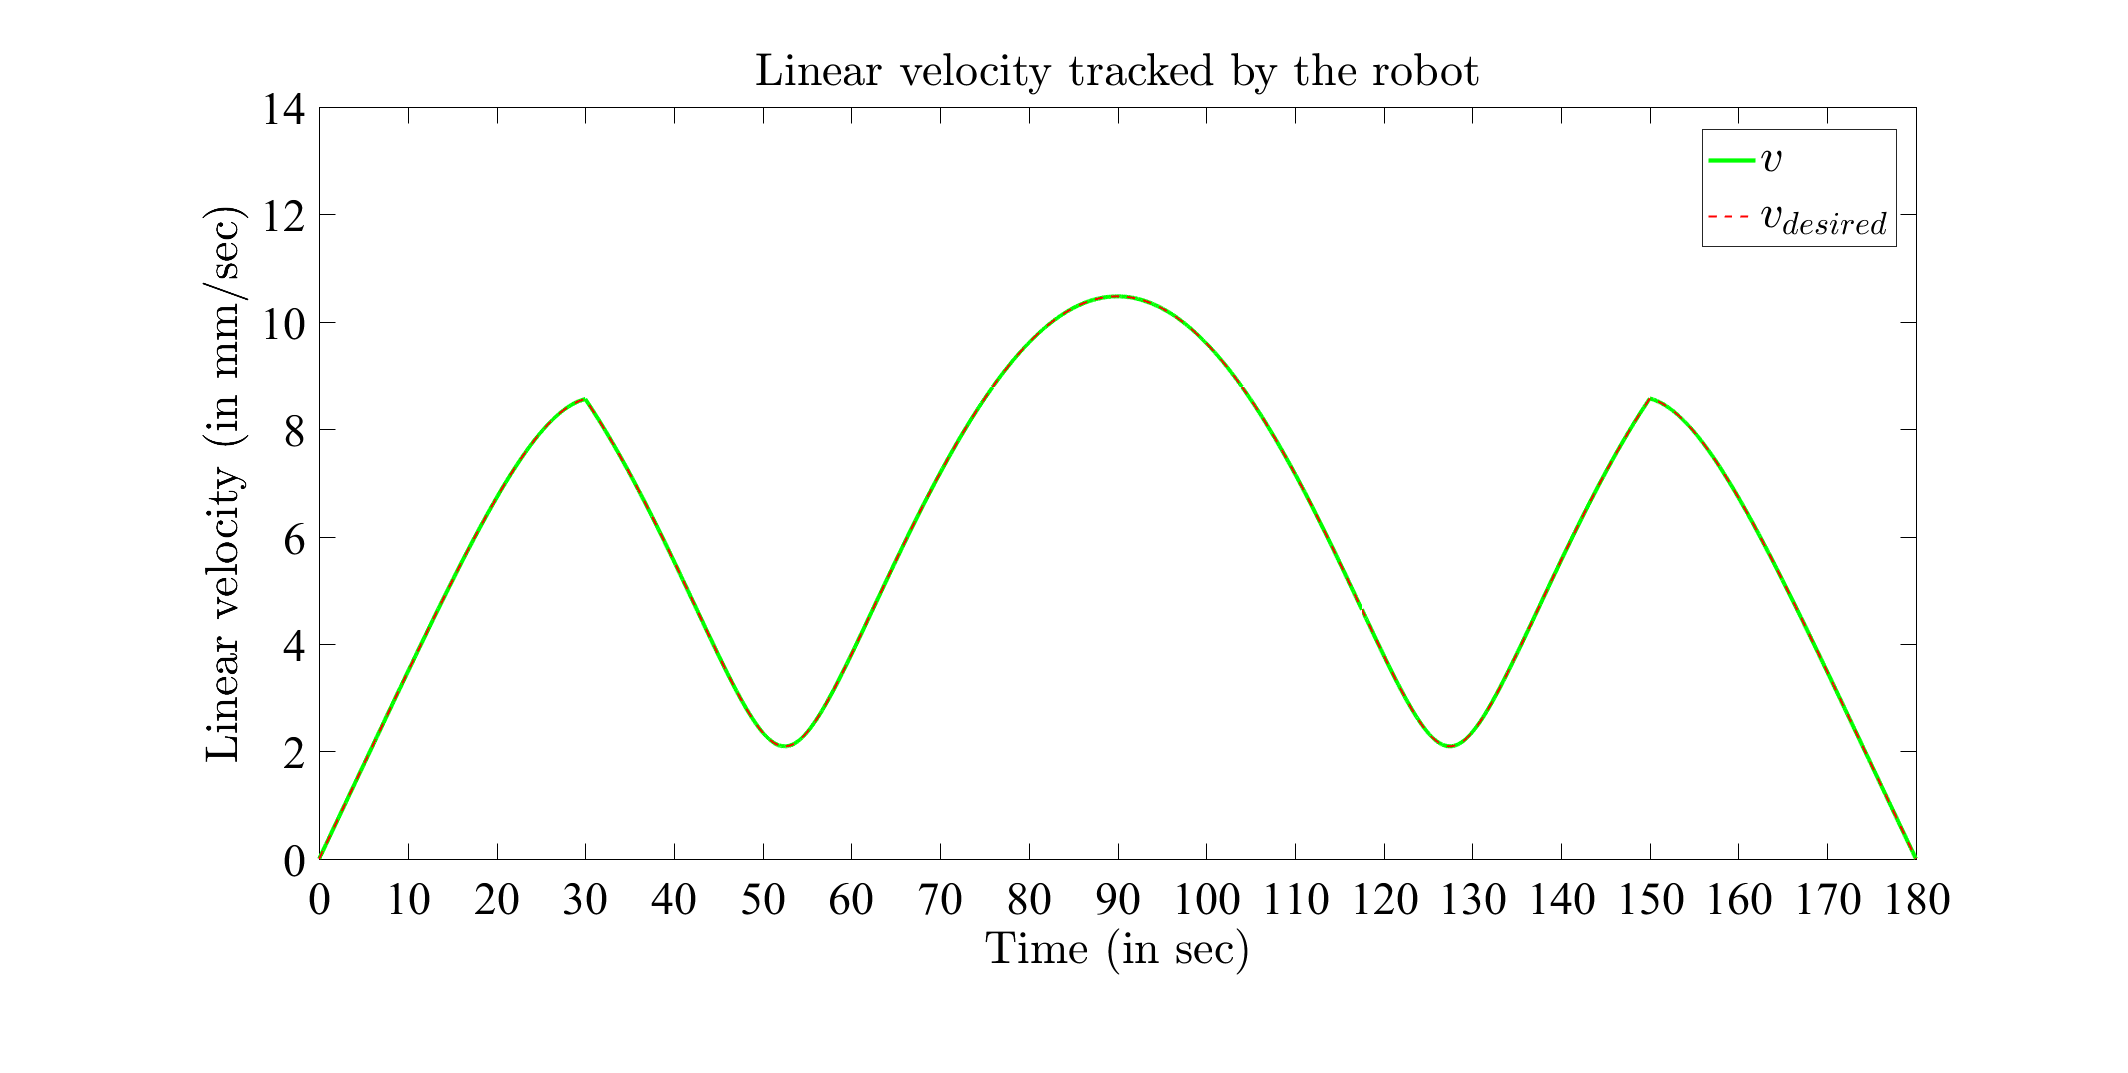 Linear velocity tracked by the robot
14
12
10
8
6
4
2
0
Linear velocity (in mm/sec)
v
v_desired
0 10 20 30 40 50 60 70 80 90 100 110 120 130 140 150 160 170 180
Time (in sec)